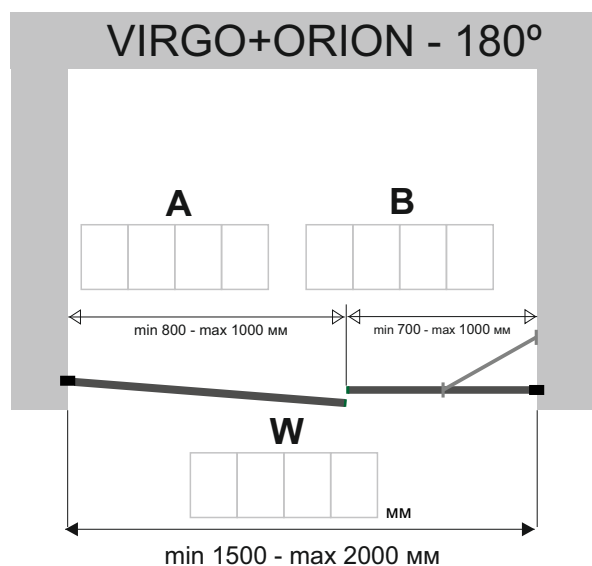 VIRGO+ORION - 180º
A
B
min 800 - max 1000 мм
min 700 - max 1000 мм
W
мм
min 1500 - max 2000 мм